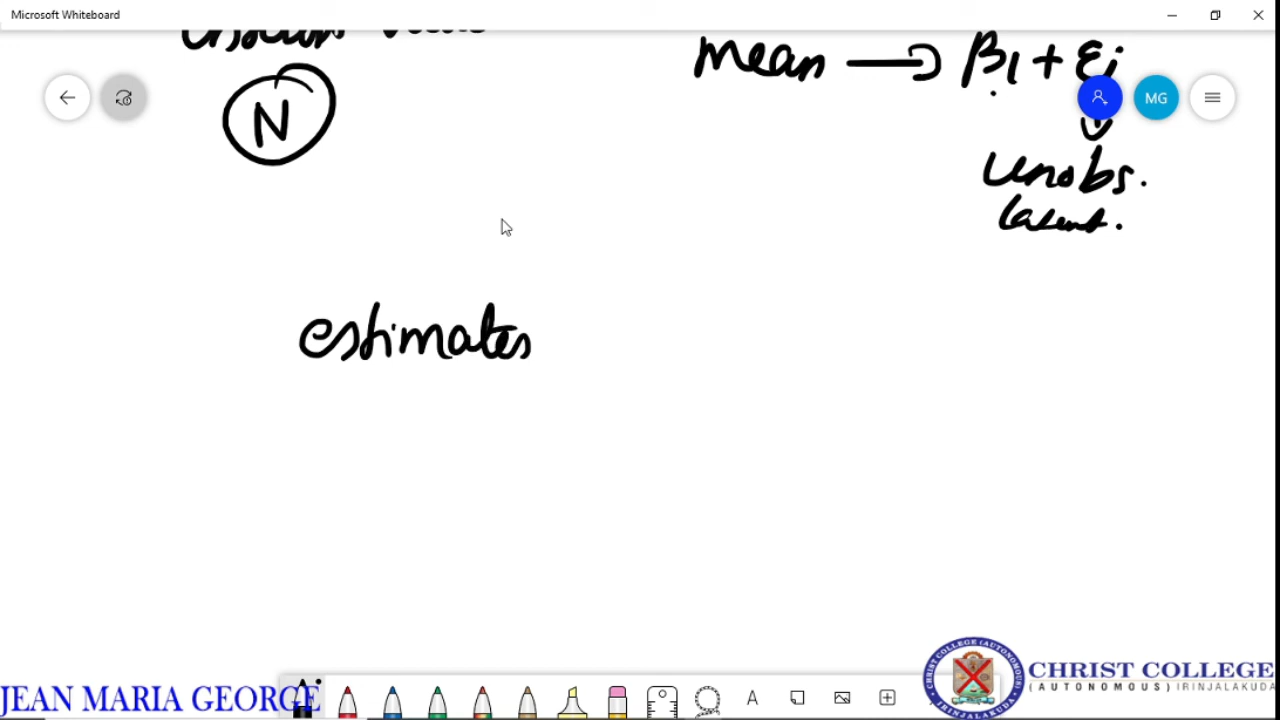 Microsoft Whiteboard
mean → β1 + εi
N
MG
unobs.
latent.
estimates
A
JEAN MARIA GEORGE
CHRIST COLLEGE
(AUTONOMOUS) IRINJALAKUDA